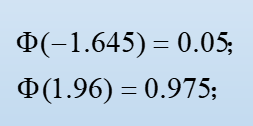 Φ(−1.645) = 0.05;
Φ(1.96) = 0.975;